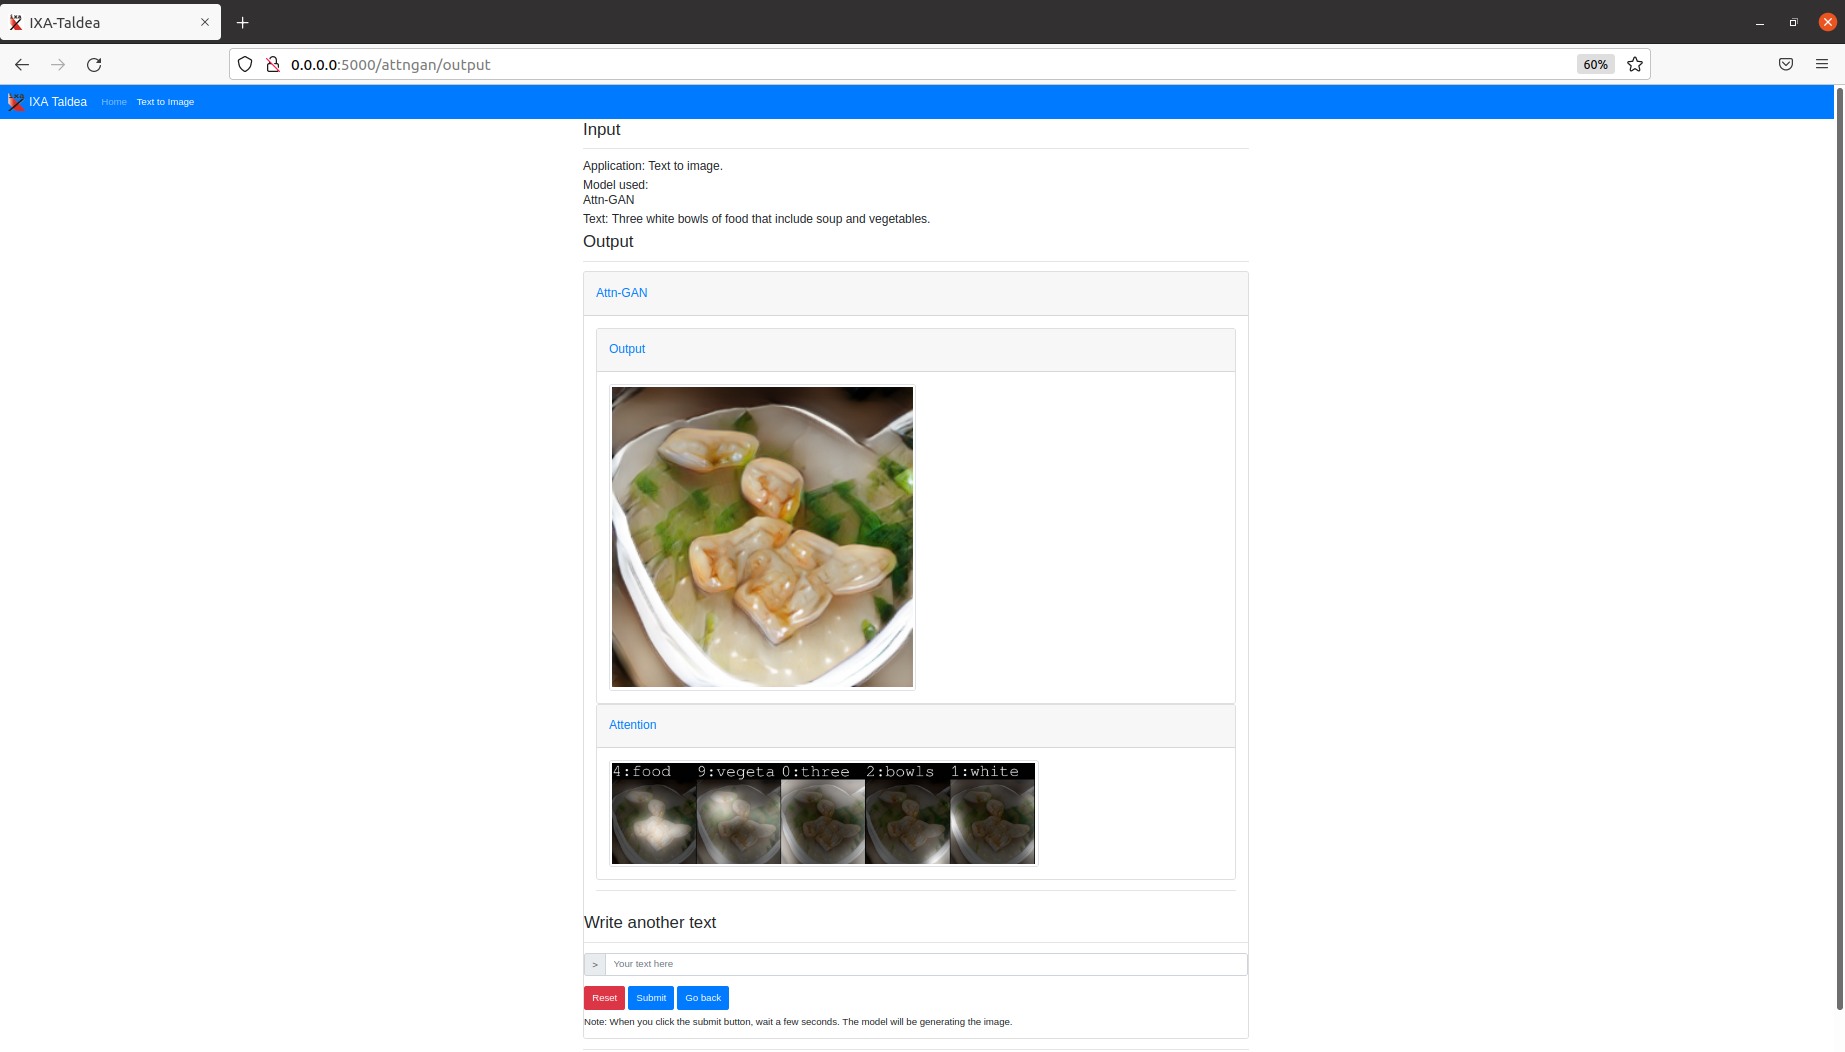 IXA-Taldea
0.0.0.0:5000/attngan/output
60%
IXA Taldea Home Text to Image
Input
Application: Text to image.
Model used:
Attn-GAN
Text: Three white bowls of food that include soup and vegetables.
Output
Attn-GAN
Output
Attention
4:food 9:vegeta 0:three 2:bowls 1:white
Write another text
> Your text here
Reset Submit Go back
Note: When you click the submit button, wait a few seconds. The model will be generating the image.